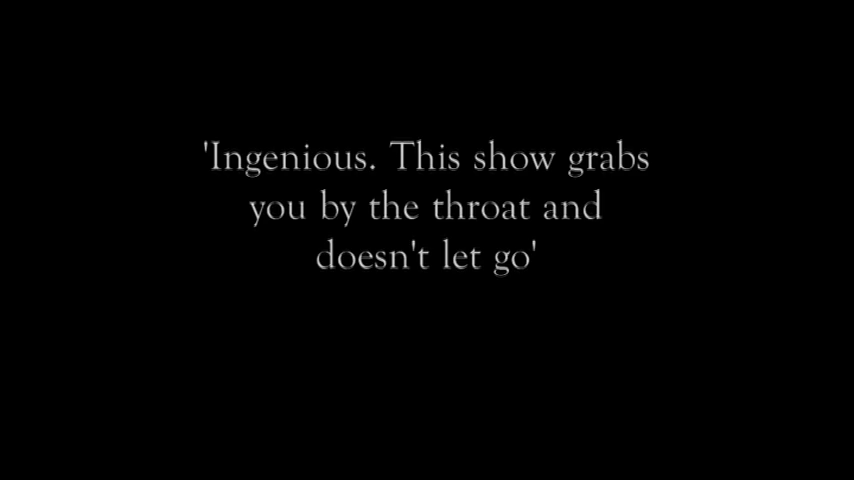 'Ingenious. This show grabs
you by the throat and
doesn't let go'